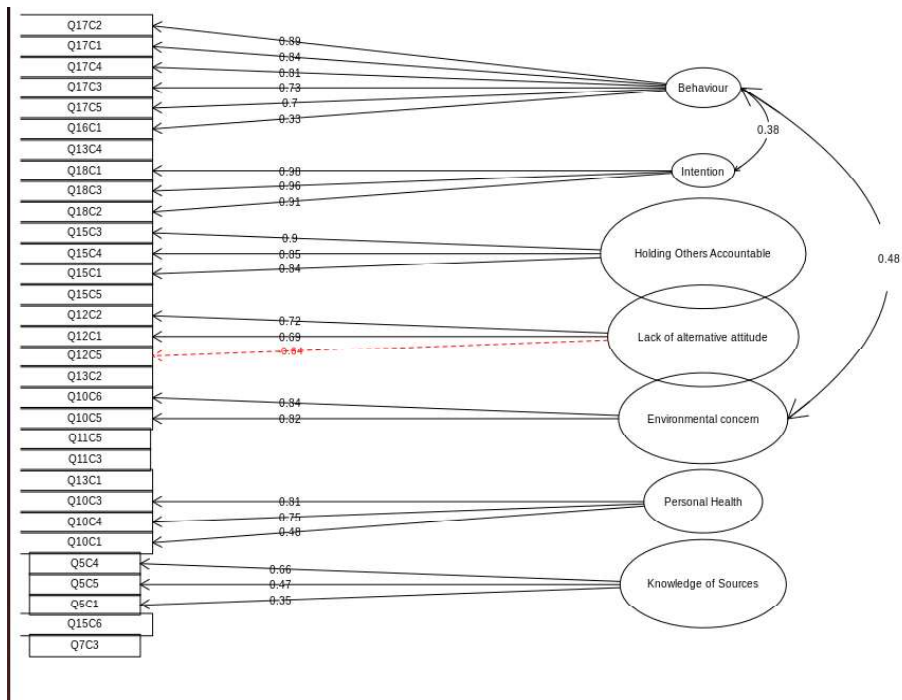 Q17C2
Q17C1
Q17C4
Q17C3
Q17C5
Q16C1
Q13C4
Q18C1
Q18C3
Q18C2
Q15C3
Q15C4
Q15C1
Q15C5
Q12C2
Q12C1
Q12C5
Q13C2
Q10C6
Q10C5
Q11C5
Q11C3
Q13C1
Q10C3
Q10C4
Q10C1
Q5C4
Q5C5
Q5C1
Q15C6
Q7C3
0.89
0.84
0.81
0.73
0.7
0.33
0.98
0.96
0.91
0.9
0.85
0.84
0.72
0.69
-0.64
0.84
0.82
0.81
0.75
0.48
0.66
0.47
0.35
Behaviour
Intention
Holding Others Accountable
Lack of alternative attitude
Environmental concern
Personal Health
Knowledge of Sources
0.38
0.48